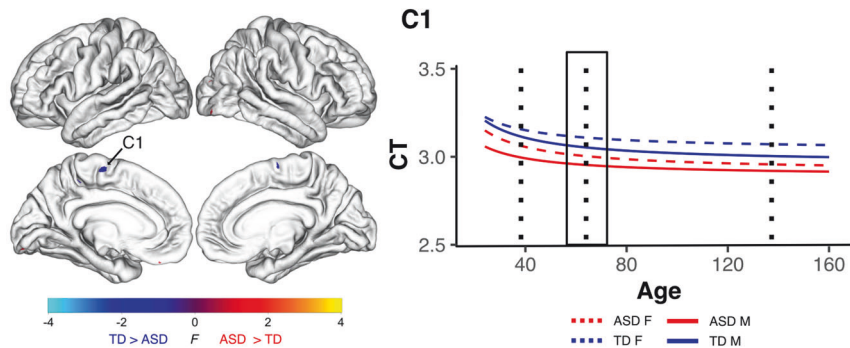 C1
C1
3.5
3.0
2.5
CT
40 80 120 160
Age
-4 -2 0 2 4
TD > ASD F ASD > TD
ASD F ASD M
TD F TD M